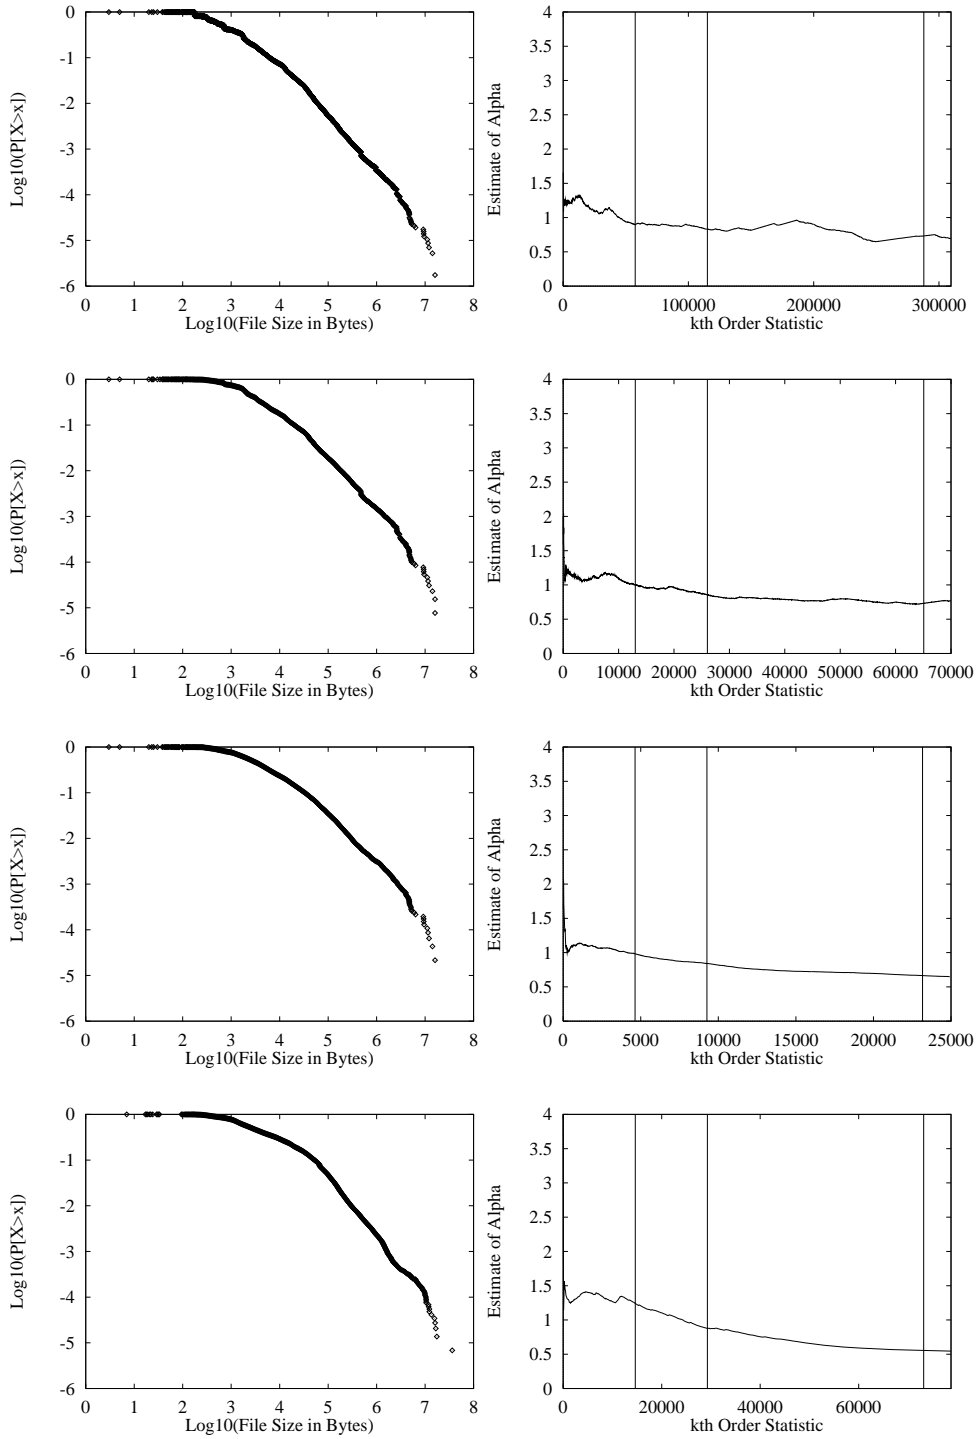 0
-1
-2
-3
-4
-5
-6
Log10(P[X>x])
0 1 2 3 4 5 6 7 8
Log10(File Size in Bytes)
4
3.5
3
2.5
2
1.5
1
0.5
0
Estimate of Alpha
0 100000 200000 300000
kth Order Statistic
0
-1
-2
-3
-4
-5
-6
Log10(P[X>x])
0 1 2 3 4 5 6 7 8
Log10(File Size in Bytes)
4
3.5
3
2.5
2
1.5
1
0.5
0
Estimate of Alpha
0 10000 20000 30000 40000 50000 60000 70000
kth Order Statistic
0
-1
-2
-3
-4
-5
-6
Log10(P[X>x])
0 1 2 3 4 5 6 7 8
Log10(File Size in Bytes)
4
3.5
3
2.5
2
1.5
1
0.5
0
Estimate of Alpha
0 5000 10000 15000 20000 25000
kth Order Statistic
0
-1
-2
-3
-4
-5
-6
Log10(P[X>x])
0 1 2 3 4 5 6 7 8
Log10(File Size in Bytes)
4
3.5
3
2.5
2
1.5
1
0.5
0
Estimate of Alpha
0 20000 40000 60000
kth Order Statistic